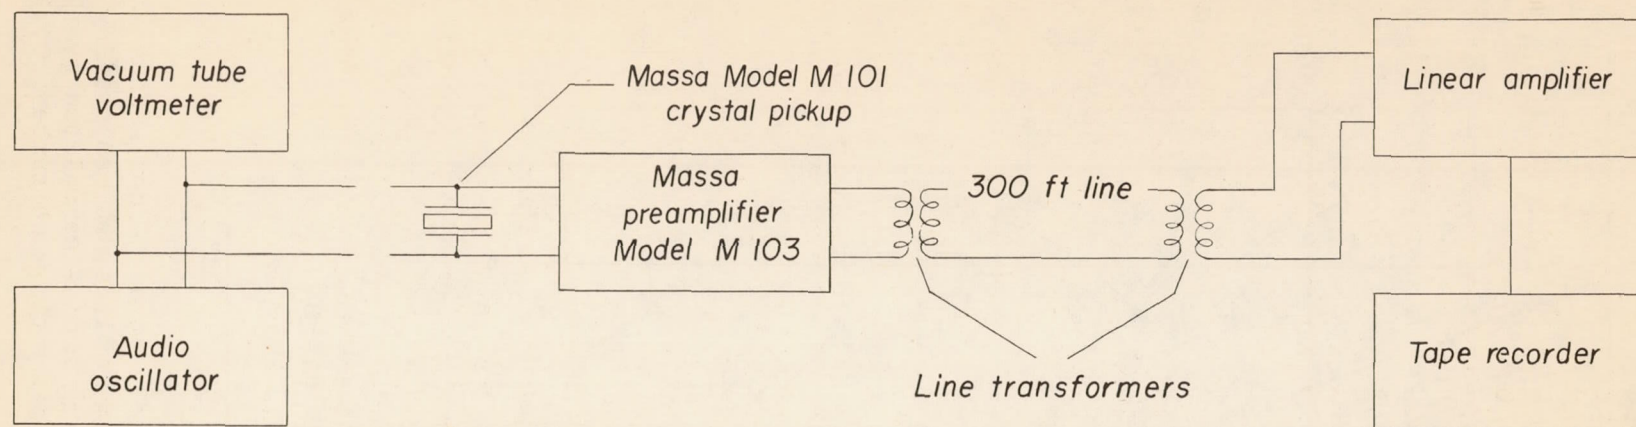 Vacuum tube
voltmeter
Massa Model M 101
crystal pickup
Linear amplifier
Massa
preamplifier
Model M 103
300 ft line
Audio
oscillator
Line transformers
Tape recorder